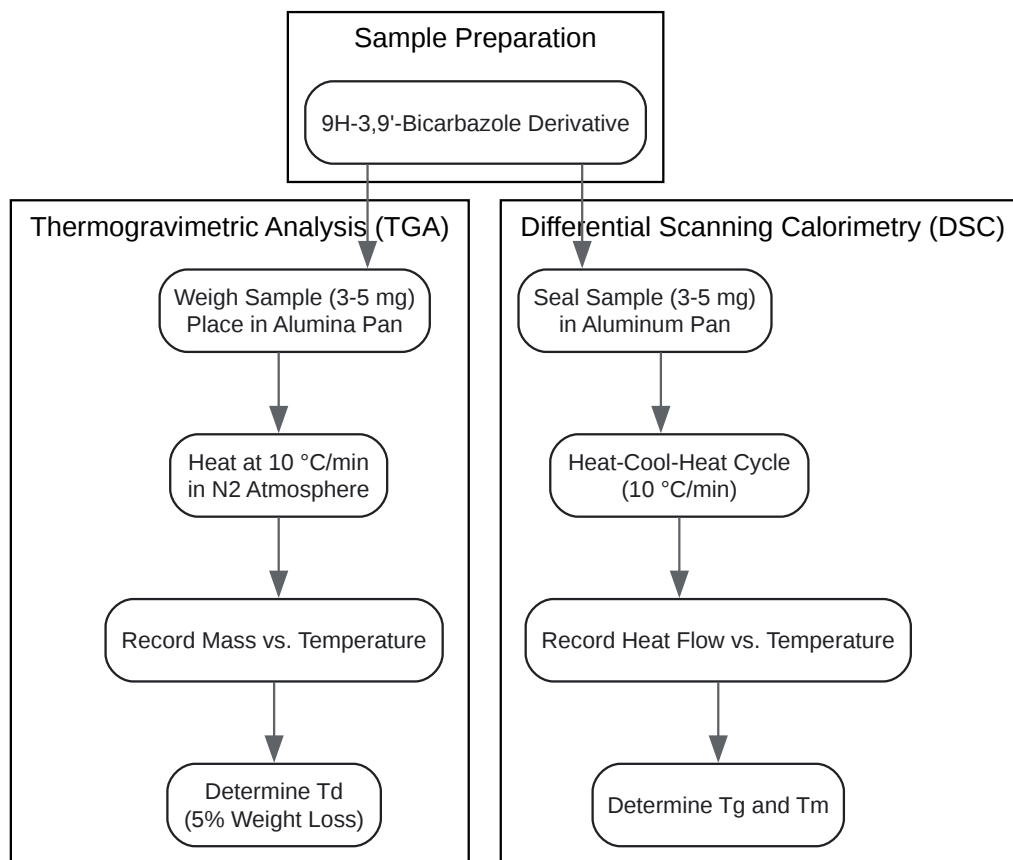 Sample Preparation
9H-3,9'-Bicarbazole Derivative
Thermogravimetric Analysis (TGA)
Weigh Sample (3-5 mg)
Place in Alumina Pan
Heat at 10 °C/min
in N2 Atmosphere
Record Mass vs. Temperature
Determine Td
(5% Weight Loss)
Differential Scanning Calorimetry (DSC)
Seal Sample (3-5 mg)
in Aluminum Pan
Heat-Cool-Heat Cycle
(10 °C/min)
Record Heat Flow vs. Temperature
Determine Tg and Tm